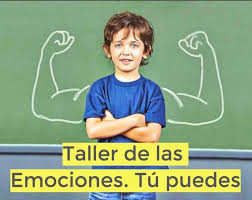 Taller de las
Emociones. Tú puedes